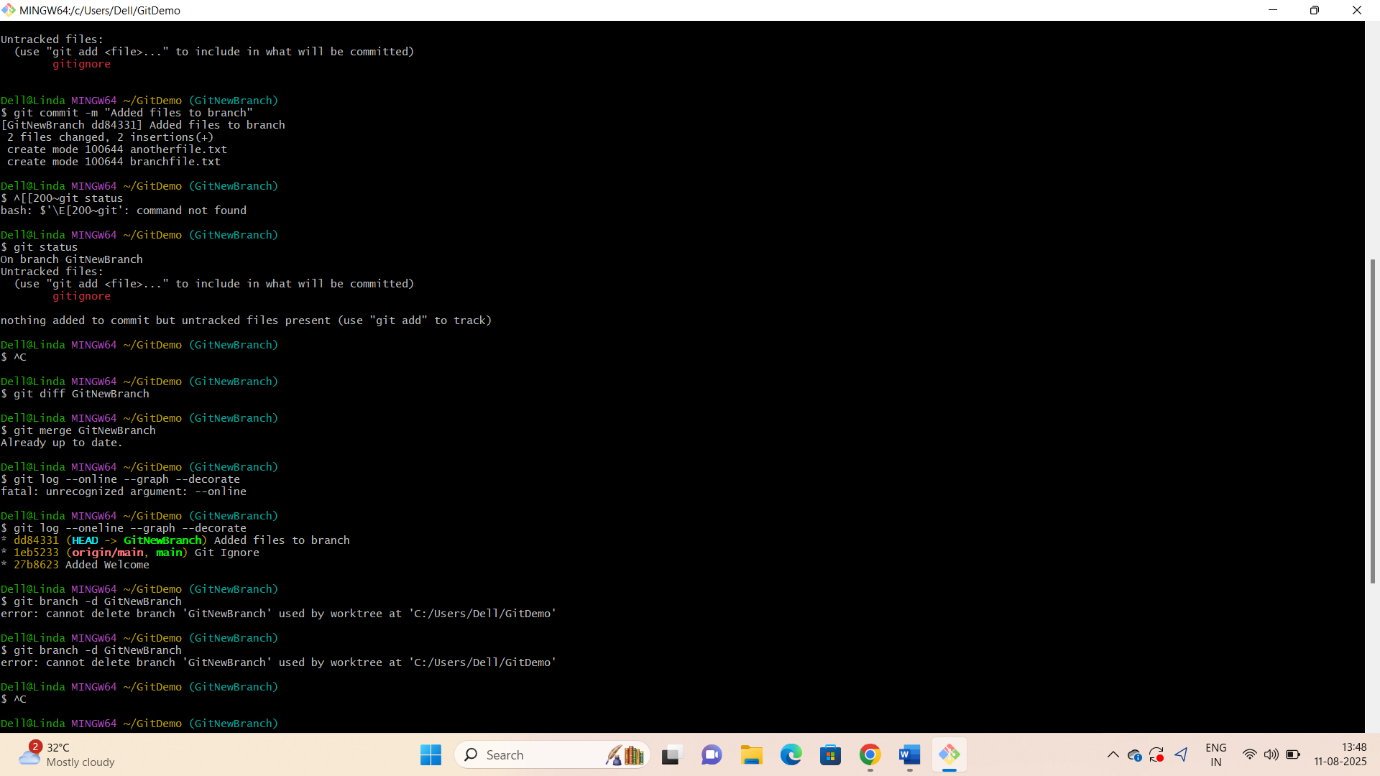 MINGW64:/c/Users/Dell/GitDemo
Untracked files:
  (use "git add <file>..." to include in what will be committed)
        gitignore
Dell@Linda MINGW64 ~/GitDemo (GitNewBranch)
$ git commit -m "Added files to branch"
[GitNewBranch dd84331] Added files to branch
 2 files changed, 2 insertions(+)
 create mode 100644 anotherfile.txt
 create mode 100644 branchfile.txt
Dell@Linda MINGW64 ~/GitDemo (GitNewBranch)
$ ^[[200~git status
bash: $'\E[200~git': command not found
Dell@Linda MINGW64 ~/GitDemo (GitNewBranch)
$ git status
On branch GitNewBranch
Untracked files:
  (use "git add <file>..." to include in what will be committed)
        gitignore
nothing added to commit but untracked files present (use "git add" to track)
Dell@Linda MINGW64 ~/GitDemo (GitNewBranch)
$ ^C
Dell@Linda MINGW64 ~/GitDemo (GitNewBranch)
$ git diff GitNewBranch
Dell@Linda MINGW64 ~/GitDemo (GitNewBranch)
$ git merge GitNewBranch
Already up to date.
Dell@Linda MINGW64 ~/GitDemo (GitNewBranch)
$ git log --online --graph --decorate
fatal: unrecognized argument: --online
Dell@Linda MINGW64 ~/GitDemo (GitNewBranch)
$ git log --oneline --graph --decorate
* dd84331 (HEAD -> GitNewBranch) Added files to branch
* 1eb5233 (origin/main, main) Git Ignore
* 27b8623 Added Welcome
Dell@Linda MINGW64 ~/GitDemo (GitNewBranch)
$ git branch -d GitNewBranch
error: cannot delete branch 'GitNewBranch' used by worktree at 'C:/Users/Dell/GitDemo'
Dell@Linda MINGW64 ~/GitDemo (GitNewBranch)
$ git branch -d GitNewBranch
error: cannot delete branch 'GitNewBranch' used by worktree at 'C:/Users/Dell/GitDemo'
Dell@Linda MINGW64 ~/GitDemo (GitNewBranch)
$ ^C
Dell@Linda MINGW64 ~/GitDemo (GitNewBranch)
2
32°C
Mostly cloudy
Search
ENG
IN
13:48
11-08-2025